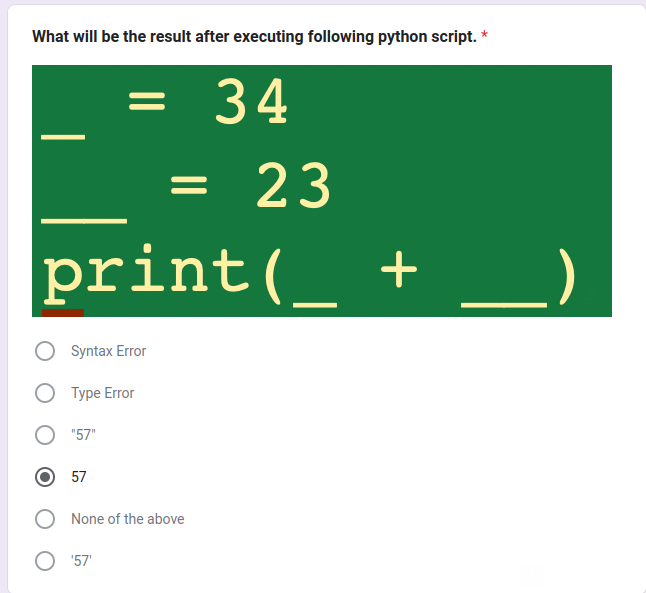 What will be the result after executing following python script. *
_ = 34
__ = 23
print(_ + __)
Syntax Error
Type Error
"57"
57
None of the above
'57'